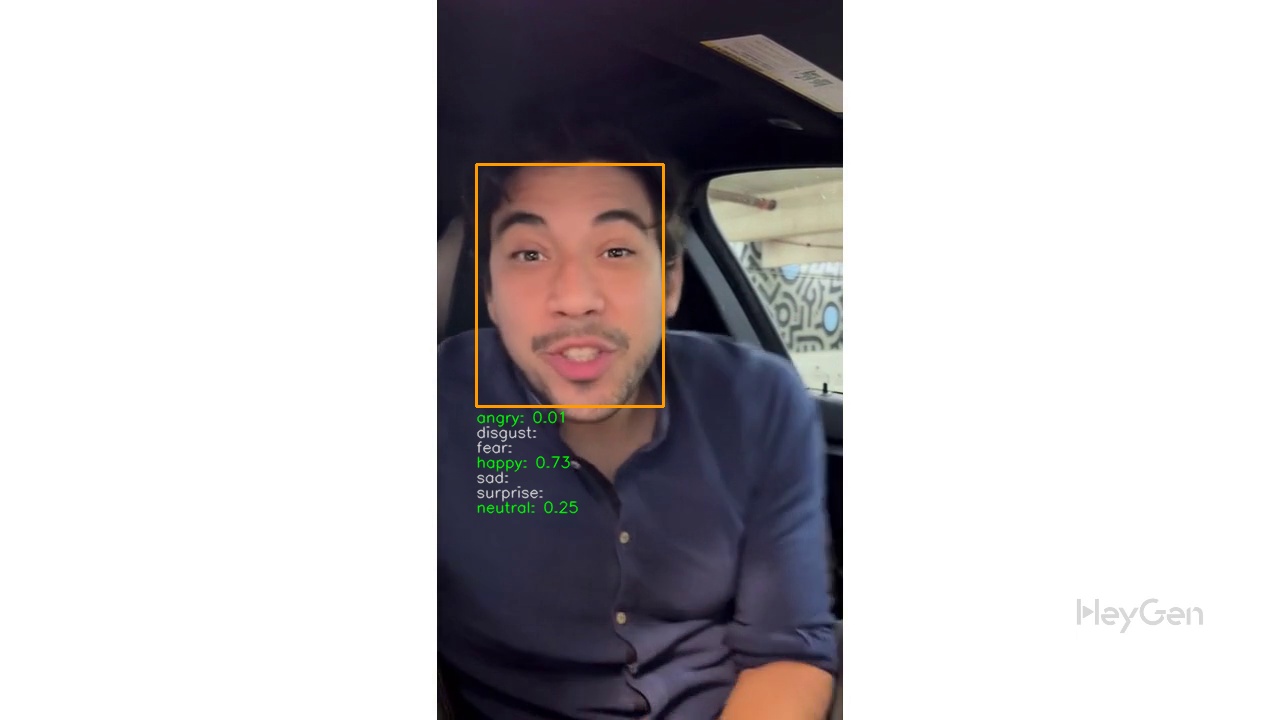 angry: 0.01
disgust:
fear:
happy: 0.73
sad:
surprise:
neutral: 0.25
HeyGen